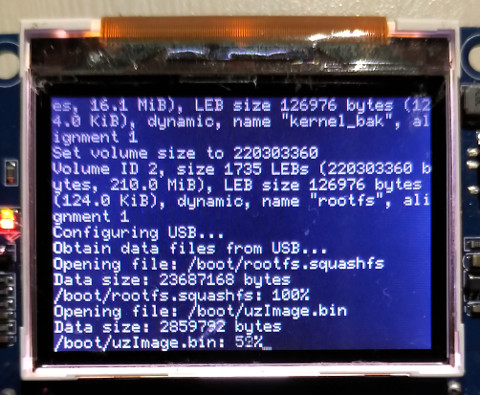 es, 16.1 MiB), LEB size 126976 bytes (12
4.0 KiB), dynamic, name "kernel_bak", al
ignment 1
Set volume size to 220303360
Volume ID 2, size 1735 LEBs (220303360 b
ytes, 210.0 MiB), LEB size 126976 bytes
(124.0 KiB), dynamic, name "rootfs", ali
gnment 1
Configuring USB...
Obtain data files from USB...
Opening file: /boot/rootfs.squashfs
Data size: 23687168 bytes
/boot/rootfs.squashfs: 100%
Opening file: /boot/uzImage.bin
Data size: 2859792 bytes
/boot/uzImage.bin: